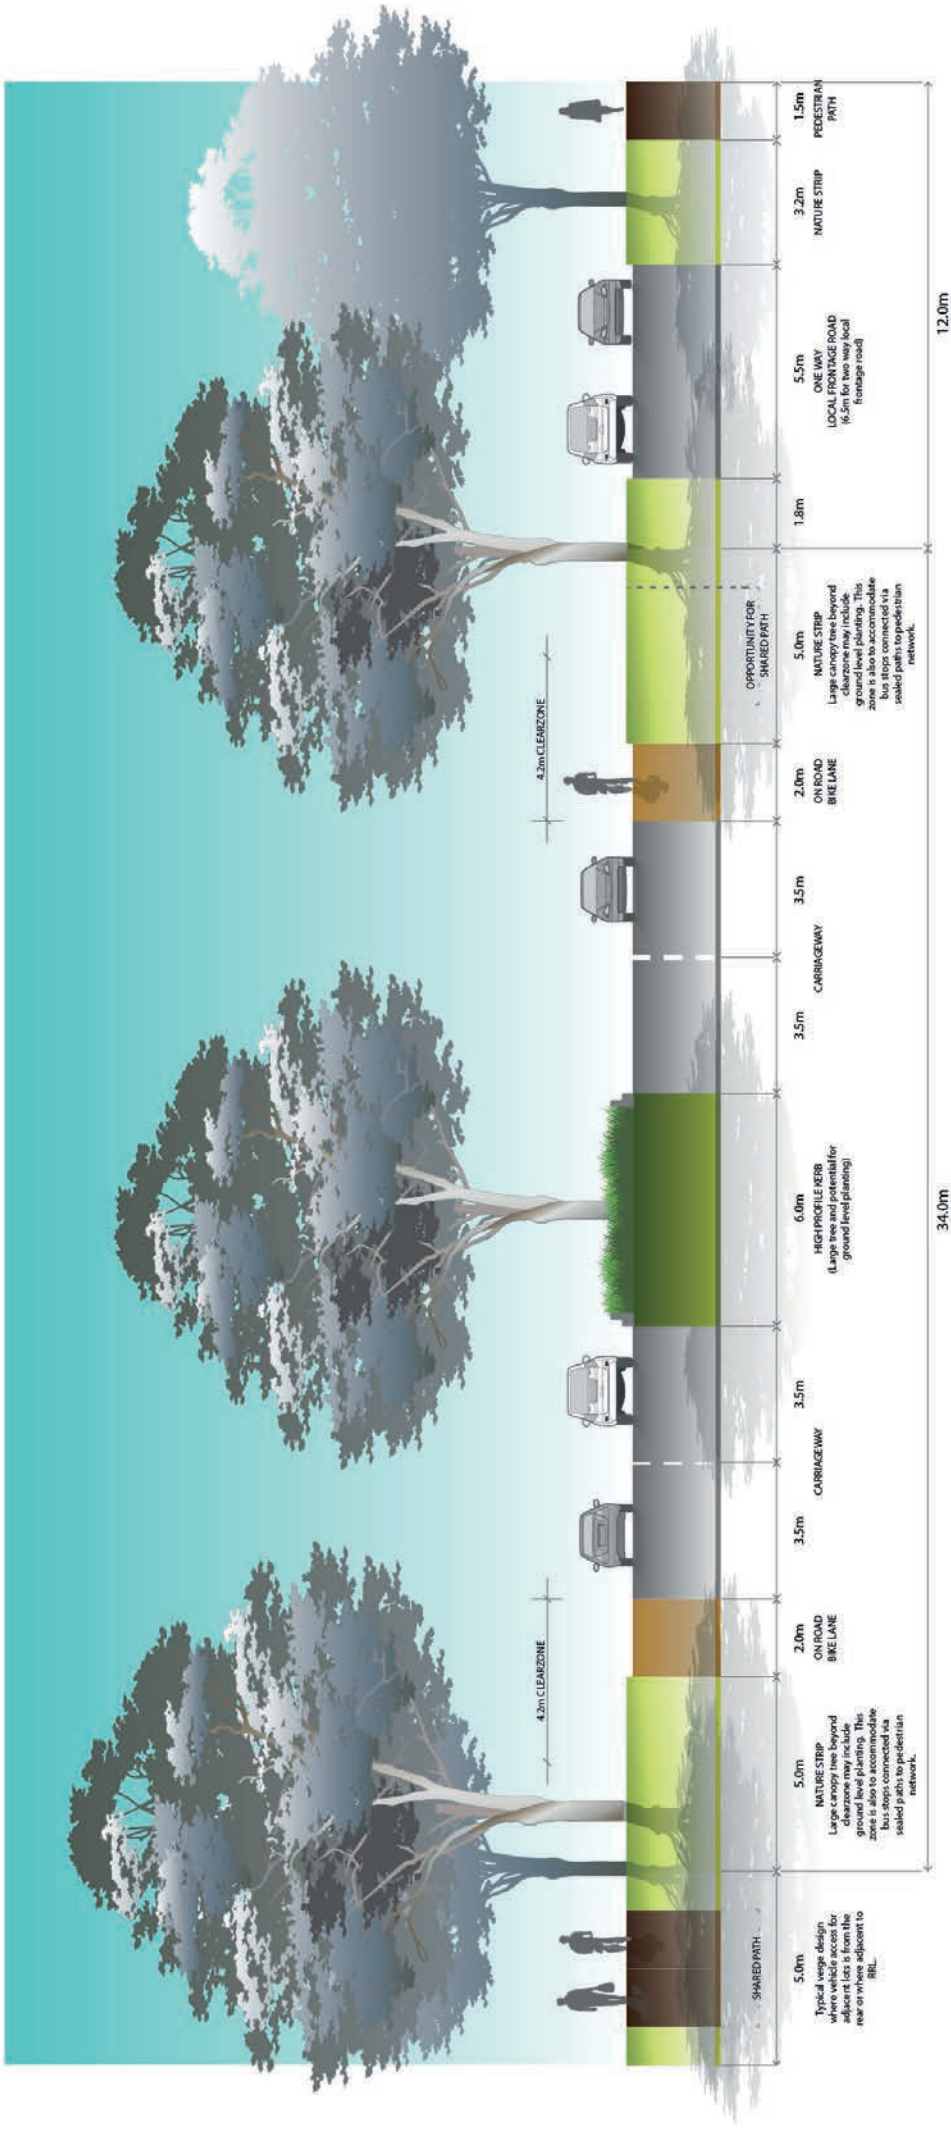 4.2m CLEARZONE
4.2m CLEARZONE
SHARED PATH
OPPORTUNITY FOR
SHARED PATH
5.0m
Typical verge design
where vehicle access for
adjacent lots is from the
rear or where adjacent to
RRL.
5.0m
NATURE STRIP
Large canopy tree beyond
clearzone may include
ground level planting. This
zone is also to accommodate
bus stops connected via
sealed paths to pedestrian
network.
2.0m
ON ROAD
BIKE LANE
3.5m
CARRIAGEWAY
3.5m
6.0m
HIGH PROFILE KERB
(Large tree and potential for
ground level planting)
3.5m
CARRIAGEWAY
3.5m
2.0m
ON ROAD
BIKE LANE
5.0m
NATURE STRIP
Large canopy tree beyond
clearzone may include
ground level planting. This
zone is also to accommodate
bus stops connected via
sealed paths to pedestrian
network.
1.8m
5.5m
ONE WAY
LOCAL FRONTAGE ROAD
(6.5m for two way local
frontage road)
3.2m
NATURE STRIP
1.5m
PEDESTRIAN
PATH
34.0m
12.0m